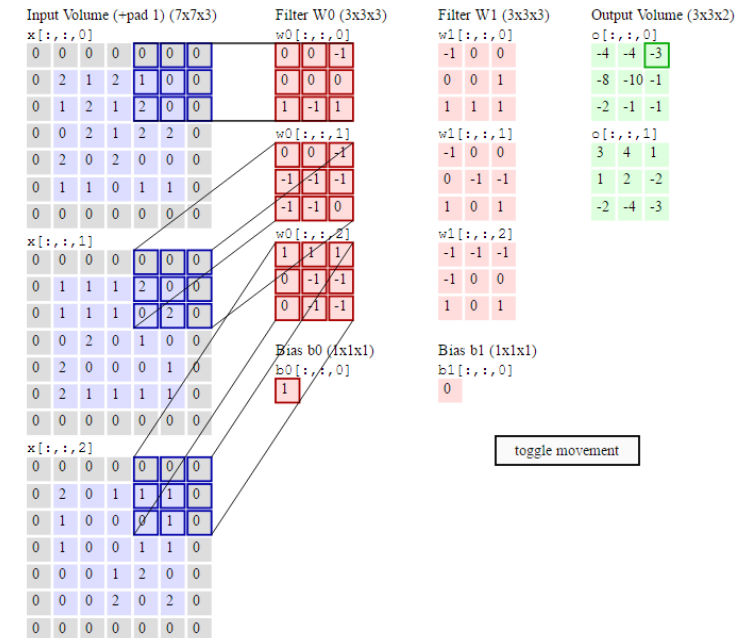 Input Volume (+pad 1) (7x7x3)
x[:,:,0]
0 0 0 0 0 0 0
0 2 1 2 1 0 0
0 1 2 1 2 0 0
0 0 2 1 2 2 0
0 2 0 2 0 0 0
0 1 1 0 1 1 0
0 0 0 0 0 0 0
x[:,:,1]
0 0 0 0 0 0 0
0 1 1 1 2 0 0
0 1 1 1 0 2 0
0 0 2 0 1 0 0
0 2 0 0 0 1 0
0 2 1 1 1 1 0
0 0 0 0 0 0 0
x[:,:,2]
0 0 0 0 0 0 0
0 2 0 1 1 1 0
0 1 0 0 0 1 0
0 1 0 0 1 1 0
0 0 0 1 2 0 0
0 0 0 2 0 2 0
0 0 0 0 0 0 0
Filter W0 (3x3x3)
w0[:,:,0]
0 0 -1
0 0 0
1 -1 1
w0[:,:,1]
0 0 -1
-1 -1 -1
-1 -1 0
w0[:,:,2]
1 1 1
0 -1 -1
0 -1 -1
Bias b0 (1x1x1)
b0[:,:,0]
1
Filter W1 (3x3x3)
w1[:,:,0]
-1 0 0
0 0 1
1 1 1
w1[:,:,1]
-1 0 0
0 -1 -1
1 0 1
w1[:,:,2]
-1 -1 -1
-1 0 0
1 0 1
Bias b1 (1x1x1)
b1[:,:,0]
0
Output Volume (3x3x2)
o[:,:,0]
-4 -4 -3
-8 -10 -1
-2 -1 -1
o[:,:,1]
3 4 1
1 2 -2
-2 -4 -3
toggle movement